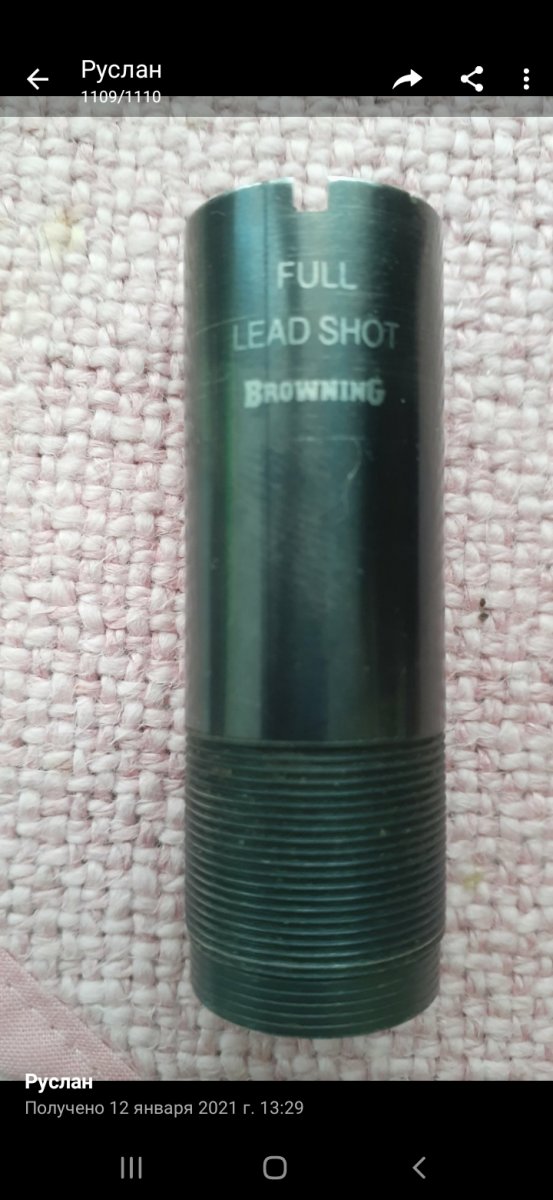 Руслан
1109/1110
FULL
LEAD SHOT
BROWNING
Руслан
Получено 12 января 2021 г. 13:29